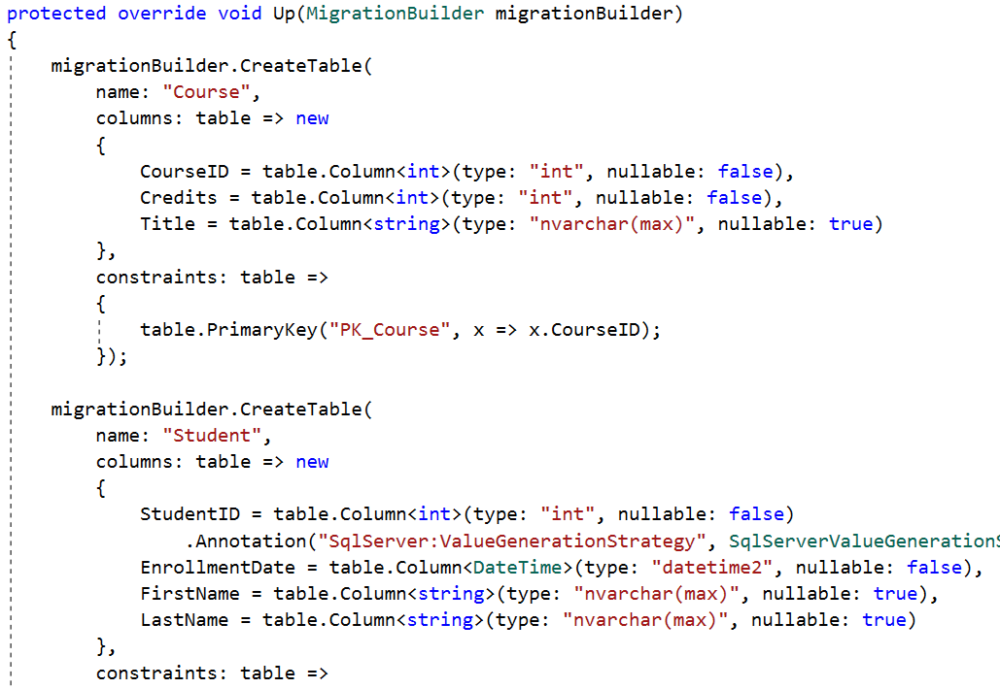 protected override void Up(MigrationBuilder migrationBuilder)
{
    migrationBuilder.CreateTable(
        name: "Course",
        columns: table => new
        {
            CourseID = table.Column<int>(type: "int", nullable: false),
            Credits = table.Column<int>(type: "int", nullable: false),
            Title = table.Column<string>(type: "nvarchar(max)", nullable: true)
        },
        constraints: table =>
        {
            table.PrimaryKey("PK_Course", x => x.CourseID);
        });

    migrationBuilder.CreateTable(
        name: "Student",
        columns: table => new
        {
            StudentID = table.Column<int>(type: "int", nullable: false)
                .Annotation("SqlServer:ValueGenerationStrategy", SqlServerValueGenerationS
            EnrollmentDate = table.Column<DateTime>(type: "datetime2", nullable: false),
            FirstName = table.Column<string>(type: "nvarchar(max)", nullable: true),
            LastName = table.Column<string>(type: "nvarchar(max)", nullable: true)
        },
        constraints: table =>